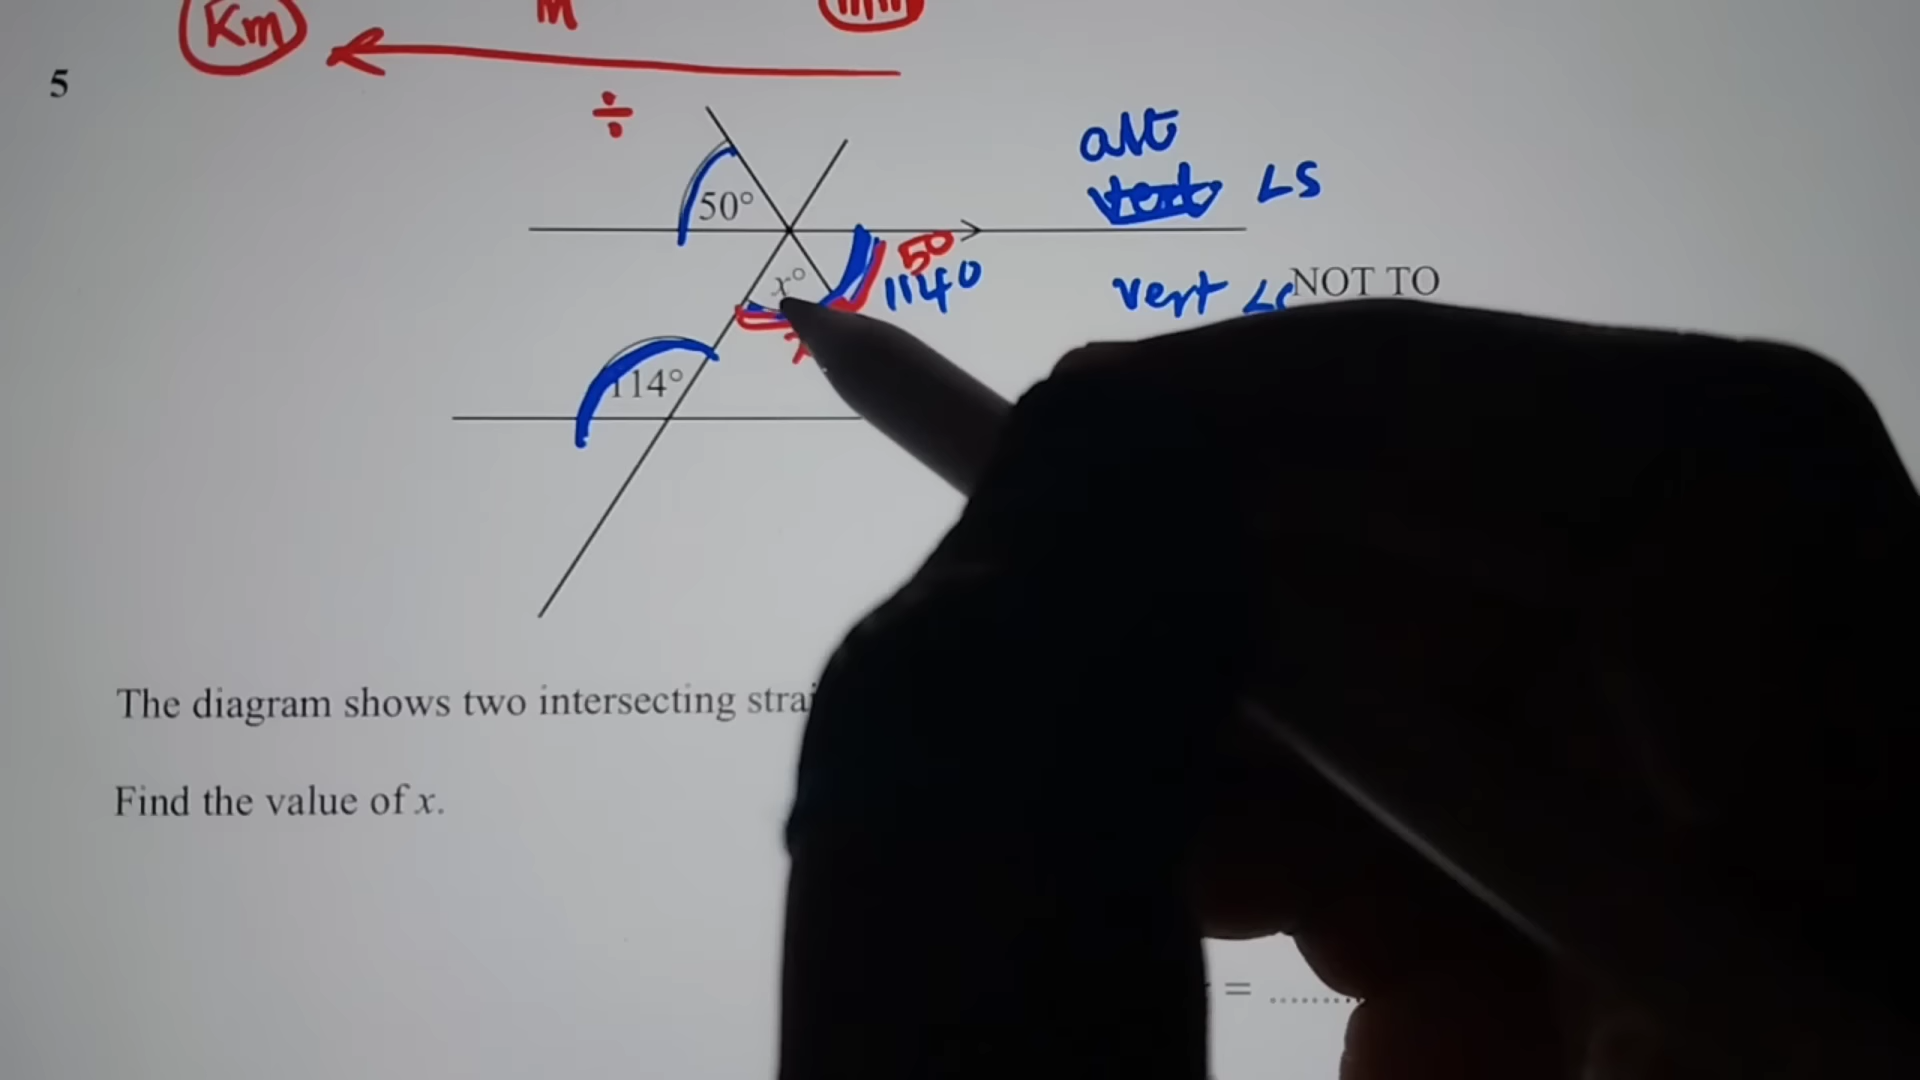 Km
m
mm
5
÷
alt
vert ∠s
50°
50
x°
114°
vert
NOT TO
114°
The diagram shows two intersecting
Find the value of x.
= ........